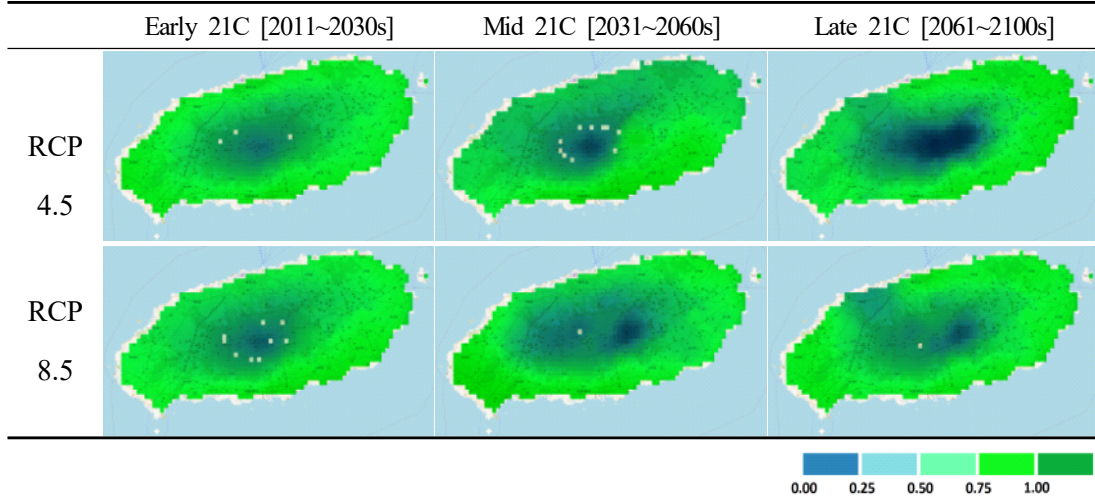 Early 21C [2011~2030s] Mid 21C [2031~2060s] Late 21C [2061~2100s]
RCP
4.5
RCP
8.5
0.00 0.25 0.50 0.75 1.00